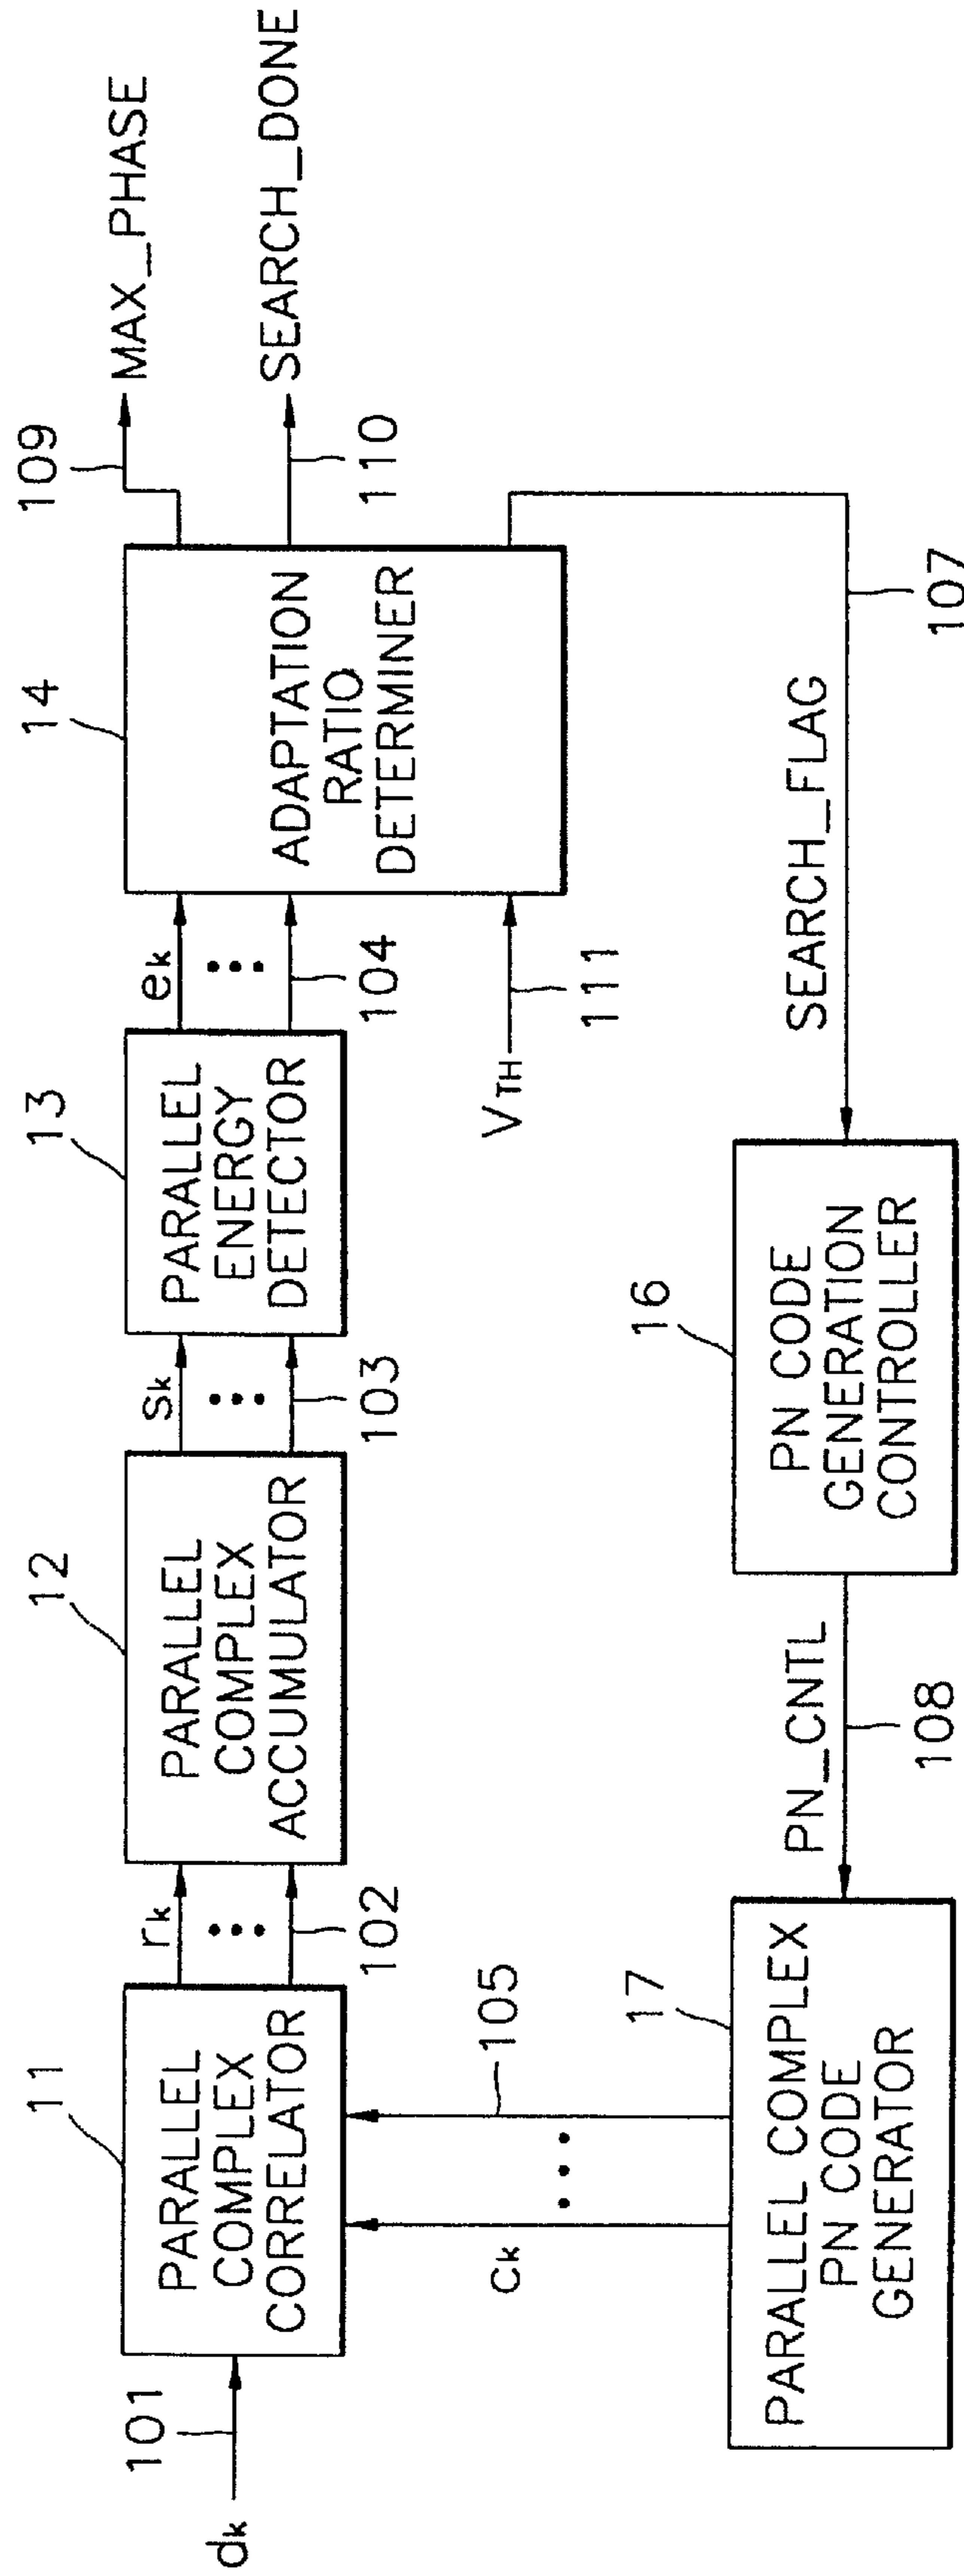 109
MAX_PHASE
14
SEARCH_DONE
110
13
12
11
101
dk
PARALLEL
COMPLEX
CORRELATOR
rk
102
PARALLEL
COMPLEX
ACCUMULATOR
sk
103
PARALLEL
ENERGY
DETECTOR
ek
104
ADAPTATION
RATIO
DETERMINER
VTH
111
107
SEARCH_FLAG
16
PN CODE
GENERATION
CONTROLLER
PN_CNTL
108
17
PARALLEL COMPLEX
PN CODE
GENERATOR
ck
105